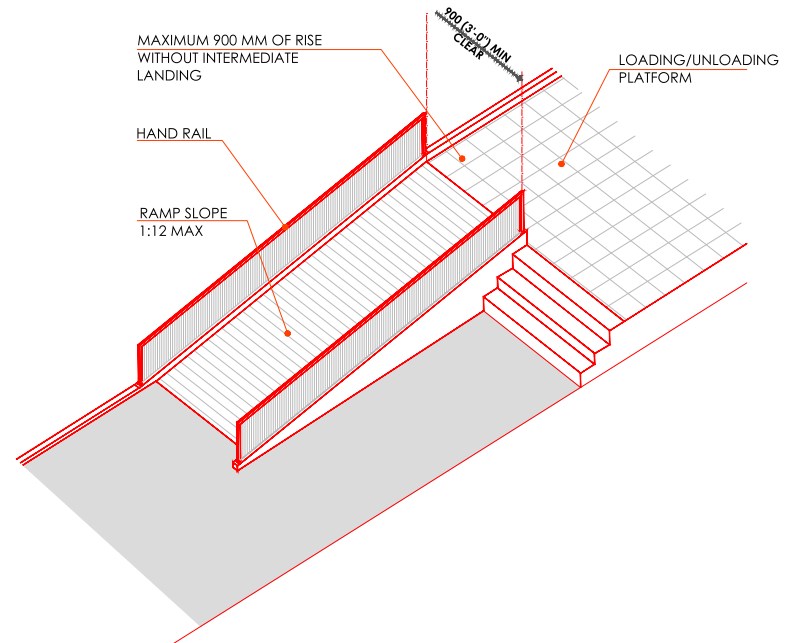 900 (3'-0") MIN
CLEAR
MAXIMUM 900 MM OF RISE
WITHOUT INTERMEDIATE
LANDING
LOADING/UNLOADING
PLATFORM
HAND RAIL
RAMP SLOPE
1:12 MAX